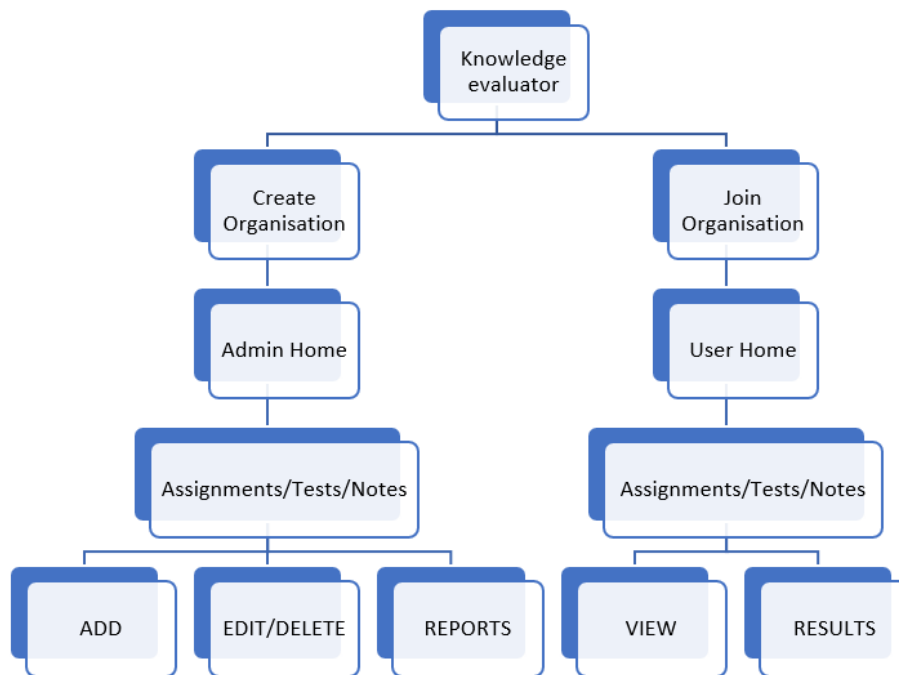 Knowledge
evaluator
Create
Organisation
Join
Organisation
Admin Home
User Home
Assignments/Tests/Notes
Assignments/Tests/Notes
ADD
EDIT/DELETE
REPORTS
VIEW
RESULTS